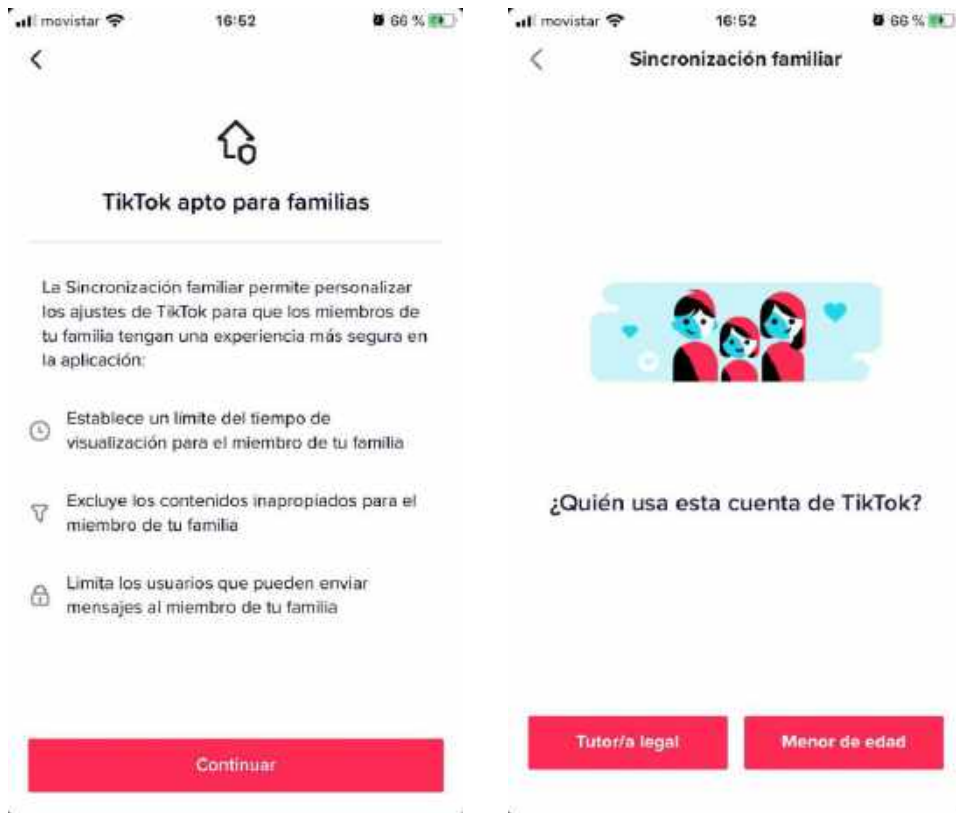 movistar 16:52 66 %
TikTok apto para familias
La Sincronización familiar permite personalizar
los ajustes de TikTok para que los miembros de
tu familia tengan una experiencia más segura en
la aplicación:
Establece un límite del tiempo de
visualización para el miembro de tu familia
Excluye los contenidos inapropiados para el
miembro de tu familia
Limita los usuarios que pueden enviar
mensajes al miembro de tu familia
Continuar
movistar 16:52 66 %
Sincronización familiar
¿Quién usa esta cuenta de TikTok?
Tutor/a legal
Menor de edad